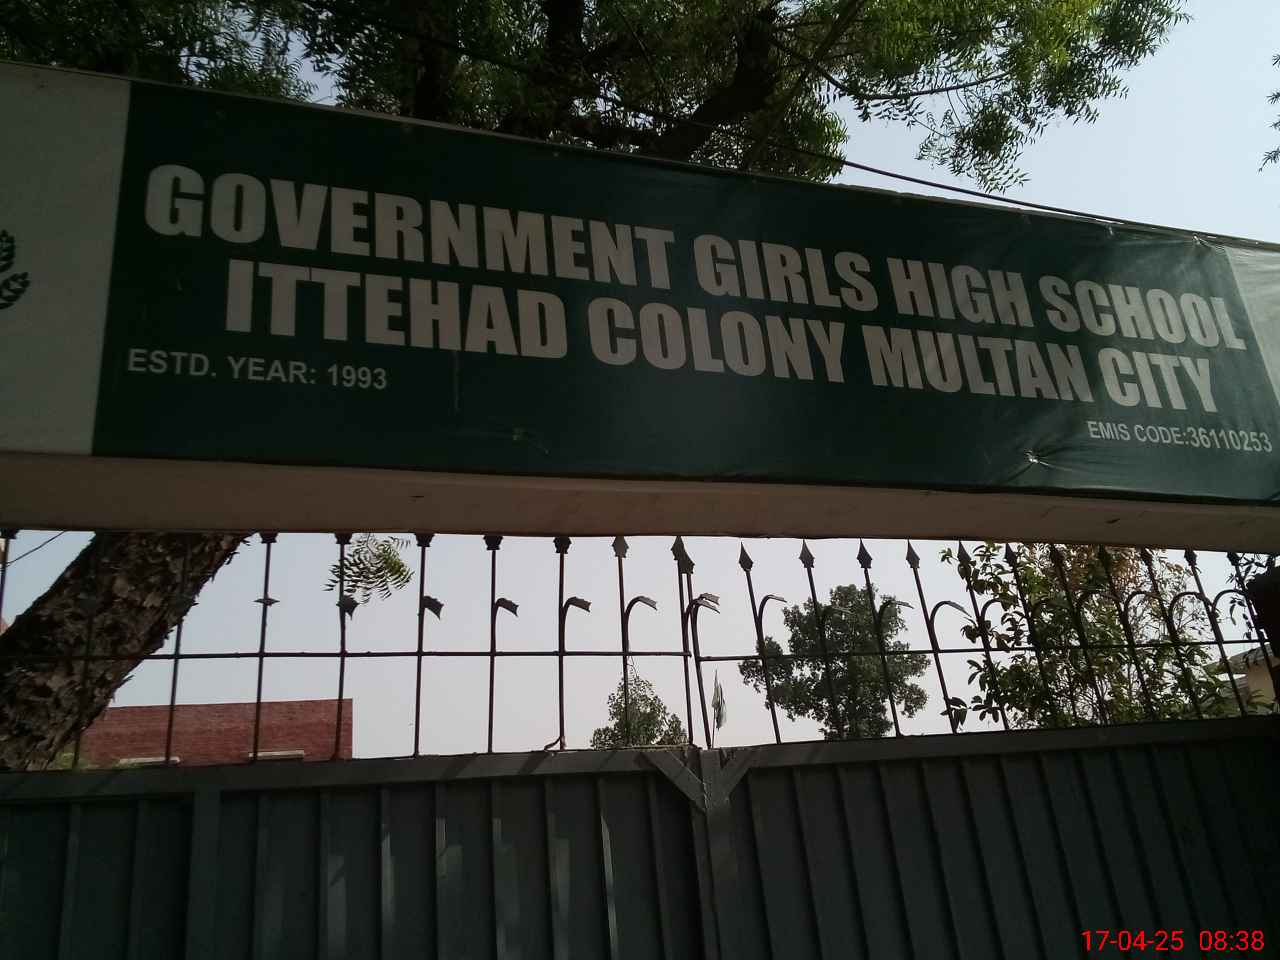 GOVERNMENT GIRLS HIGH SCHOOL
ITTEHAD COLONY MULTAN CITY
ESTD. YEAR: 1993
EMIS CODE:36110253
17-04-25 08:38